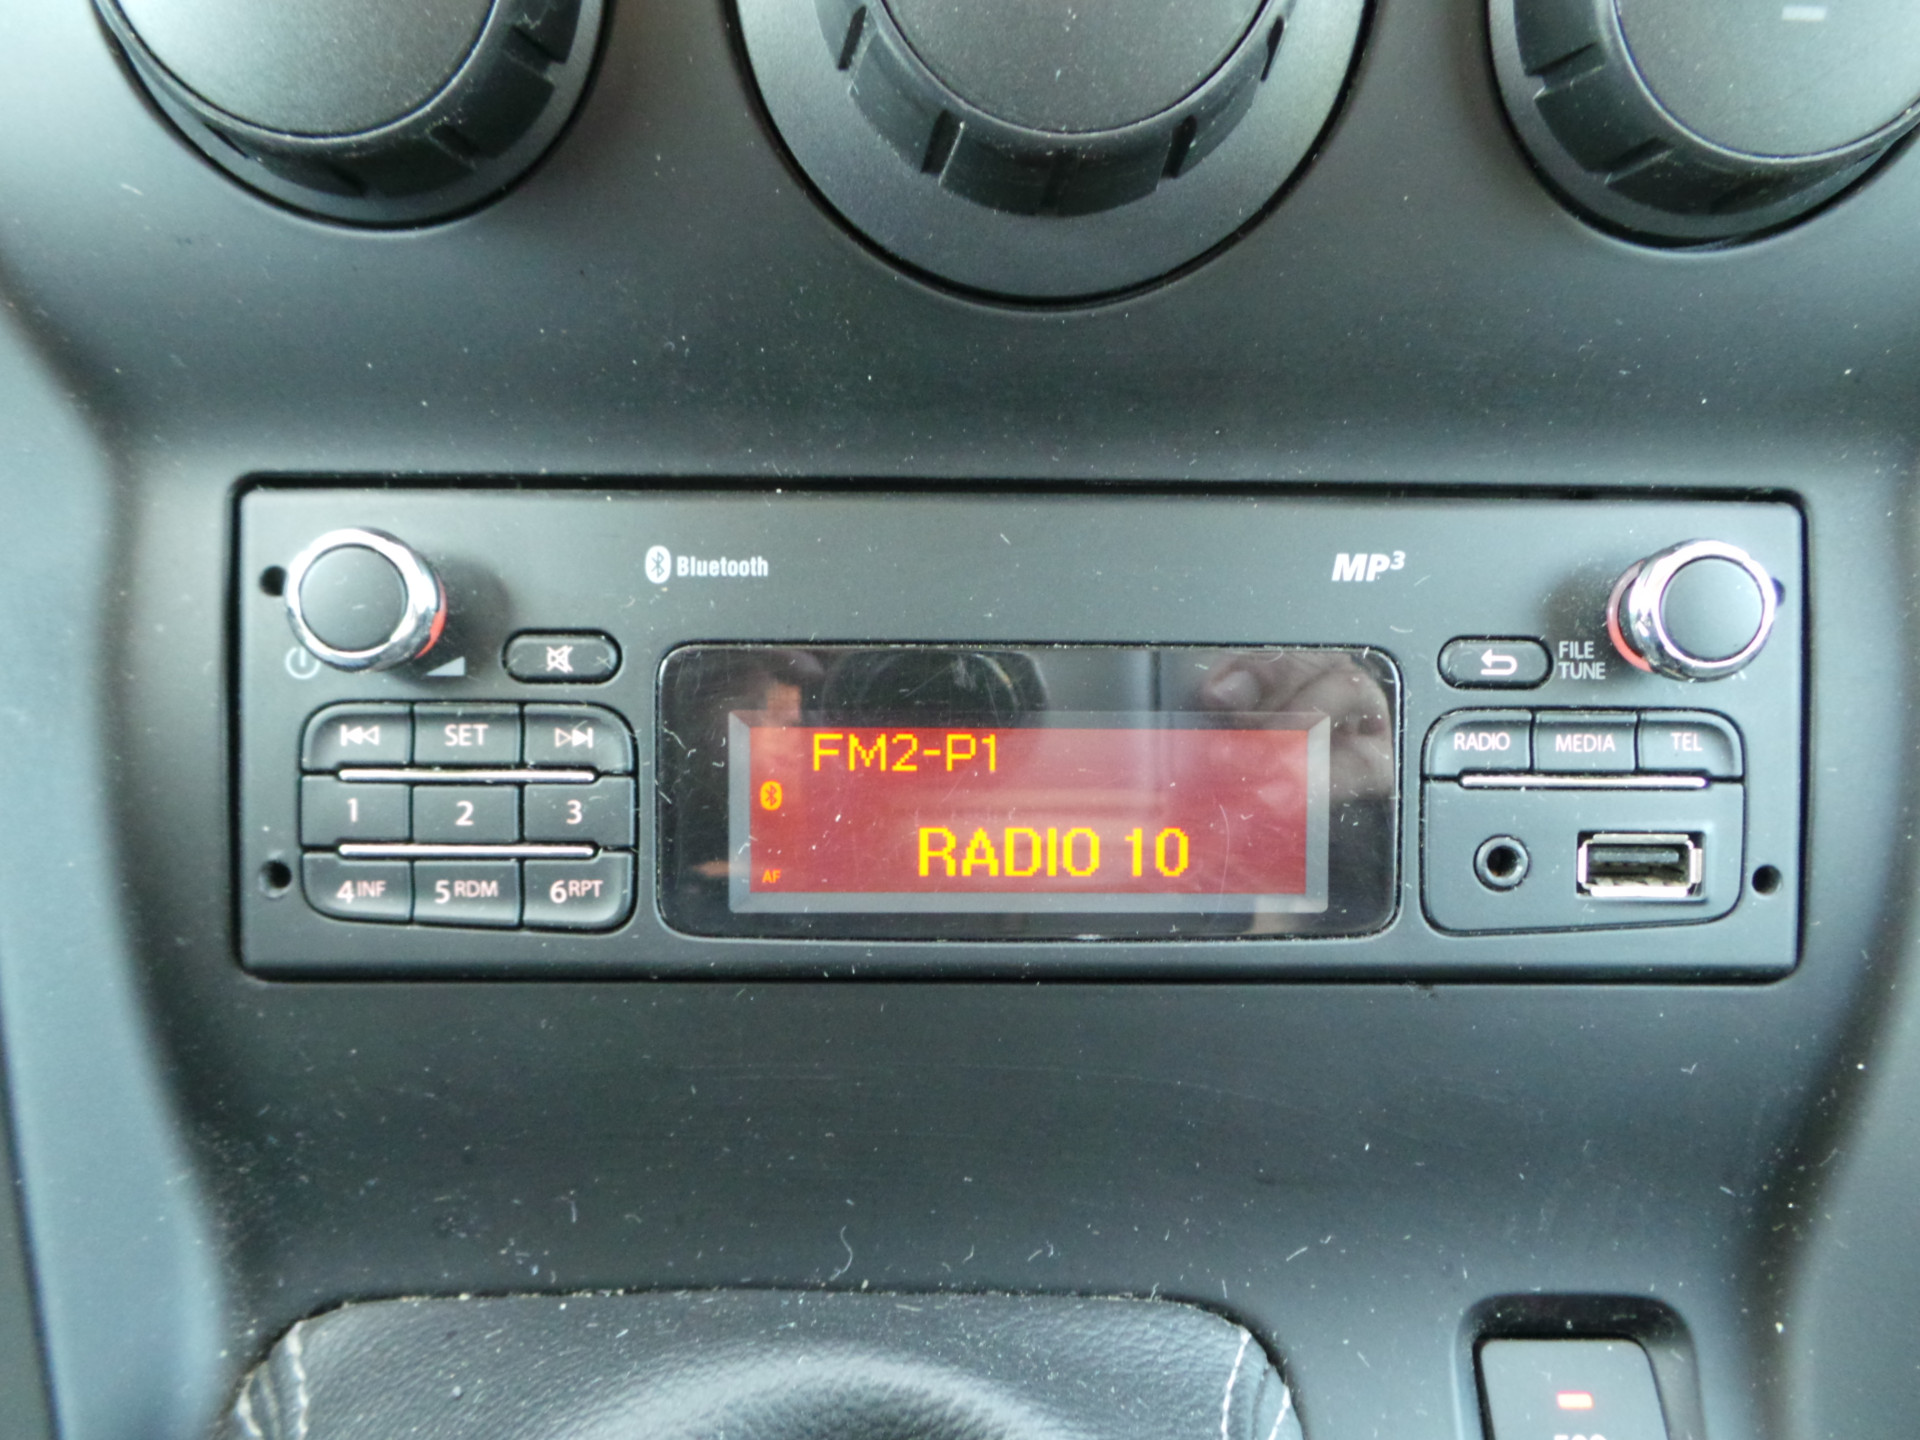 Bluetooth
MP3
FILE
TUNE
SET
RADIO
MEDIA
TEL
FM2-P1
1
2
3
RADIO 10
AF
4 INF
5 RDM
6 RPT